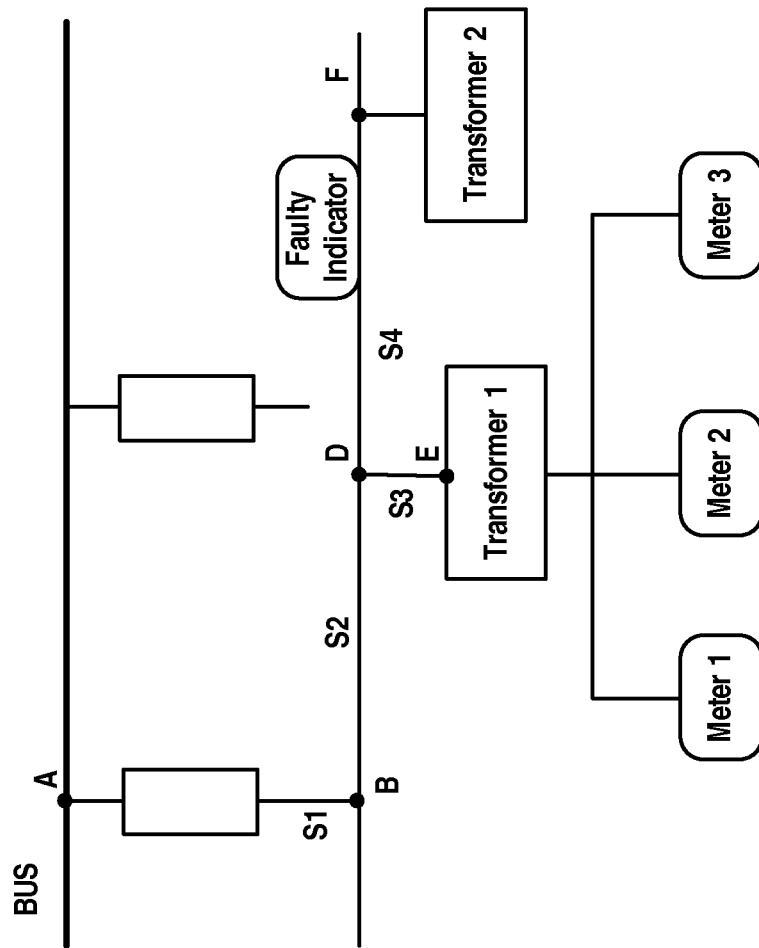 BUS
A
S1
B
S2
D
S3
E
S4
Faulty
Indicator
F
Transformer 1
Transformer 2
Meter 1
Meter 2
Meter 3